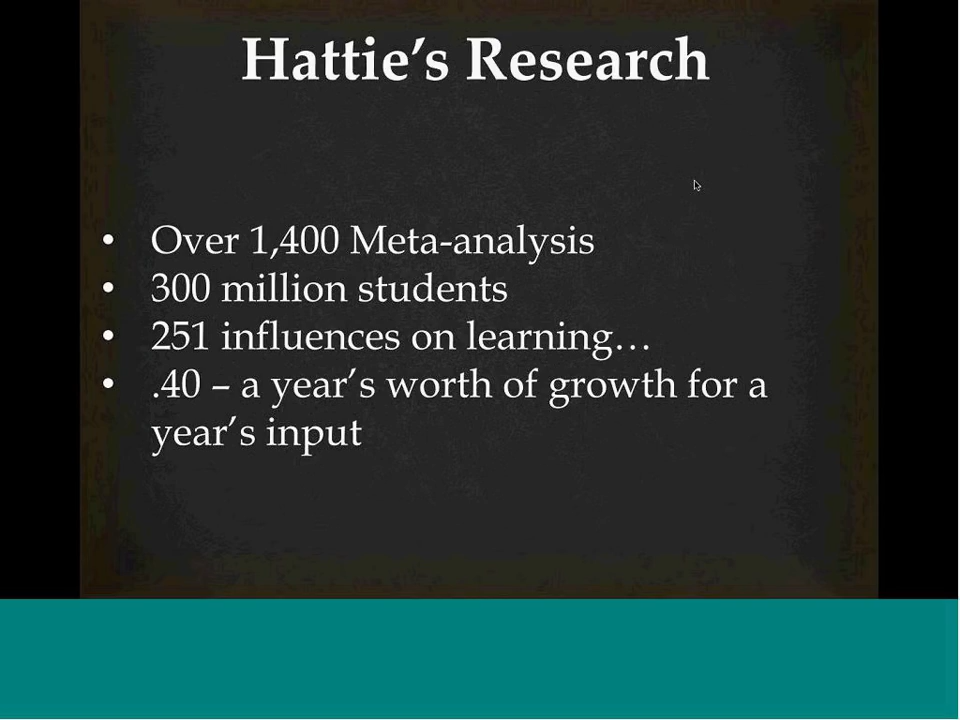 Hattie’s Research
• Over 1,400 Meta-analysis
• 300 million students
• 251 influences on learning…
• .40 – a year’s worth of growth for a
year’s input